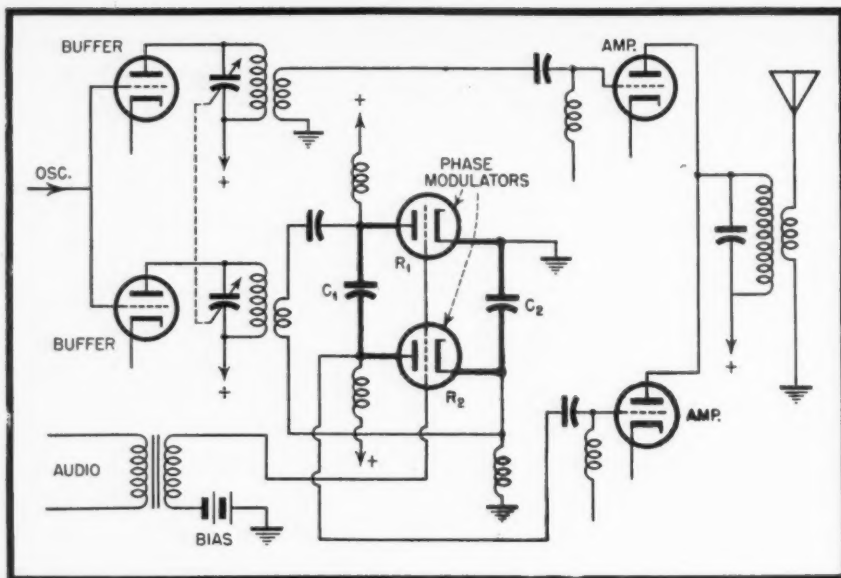 BUFFER
AMP.
OSC.
+
PHASE
MODULATORS
+
R1
C1
C2
BUFFER
R2
+
+
AMP.
+
AUDIO
BIAS